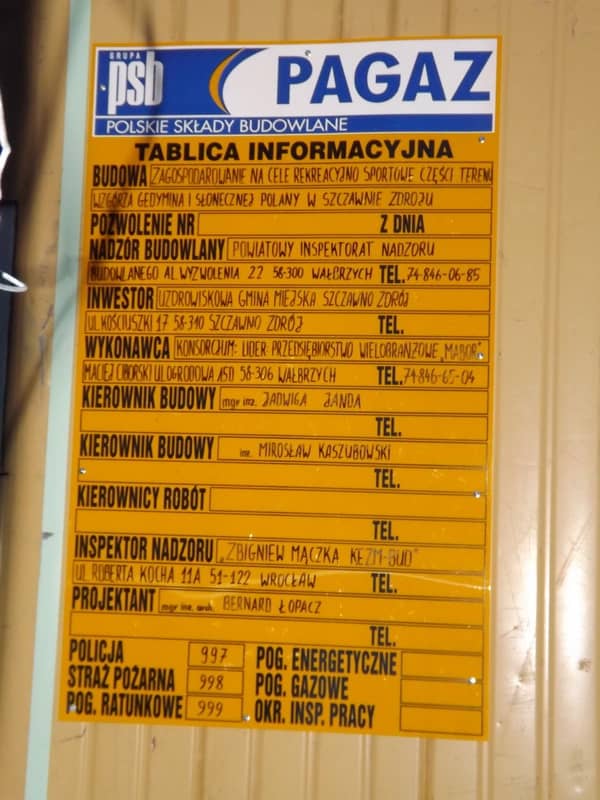 GRUPA
psb PAGAZ
POLSKIE SKŁADY BUDOWLANE
TABLICA INFORMACYJNA
BUDOWA ZAGOSPODAROWANIE NA CELE REKREACYJNO SPORTOWE CZĘŚCI TERENU
WZGÓRZA GEDYMINA I SŁONECZNEJ POLANY W SZCZAWNIE ZDROJU
POZWOLENIE NR Z DNIA
NADZÓR BUDOWLANY POWIATOWY INSPEKTORAT NADZORU
BUDOWLANEGO AL WYZWOLENIA 22 58-300 WAŁBRZYCH TEL. 74-846-06-85
INWESTOR UZDROWISKOWA GMINA MIEJSKA SZCZAWNO ZDRÓJ
UL KOŚCIUSZKI 17 58-310 SZCZAWNO ZDRÓJ TEL.
WYKONAWCA KONSORCJUM: LIDER-PRZEDSIĘBIORSTWO WIELOBRANŻOWE „MABOR"
MACIEJ CIBORSKI UL OGRODOWA 15D 58-306 WAŁBRZYCH TEL. 74-846-65-04
KIEROWNIK BUDOWY mgr inż. JADWIGA JANDA
TEL.
KIEROWNIK BUDOWY inż. MIROSŁAW KASZUBOWSKI
TEL.
KIEROWNICY ROBÓT
TEL.
INSPEKTOR NADZORU „ZBIGNIEW MĄCZKA KEZM-BUD"
UL ROBERTA KOCHA 11A 51-122 WROCŁAW TEL.
PROJEKTANT mgr inż. arch. BERNARD ŁOPACZ
TEL.
POLICJA 997 POG. ENERGETYCZNE
STRAŻ POŻARNA 998 POG. GAZOWE
POG. RATUNKOWE 999 OKR. INSP. PRACY